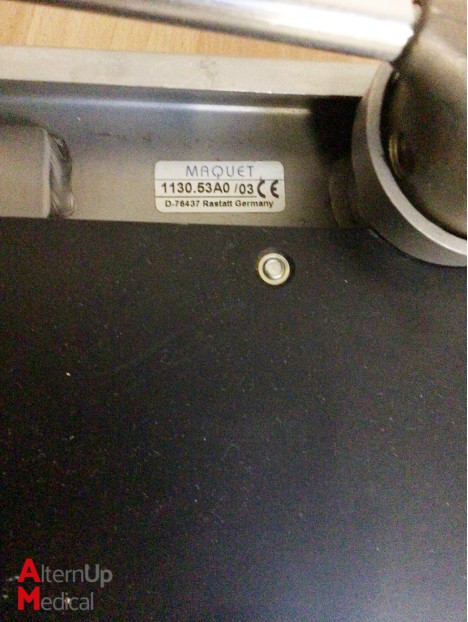 MAQUET
1130.53A0 /03 CE
D-76437 Rastatt Germany
AlternUp
Medical